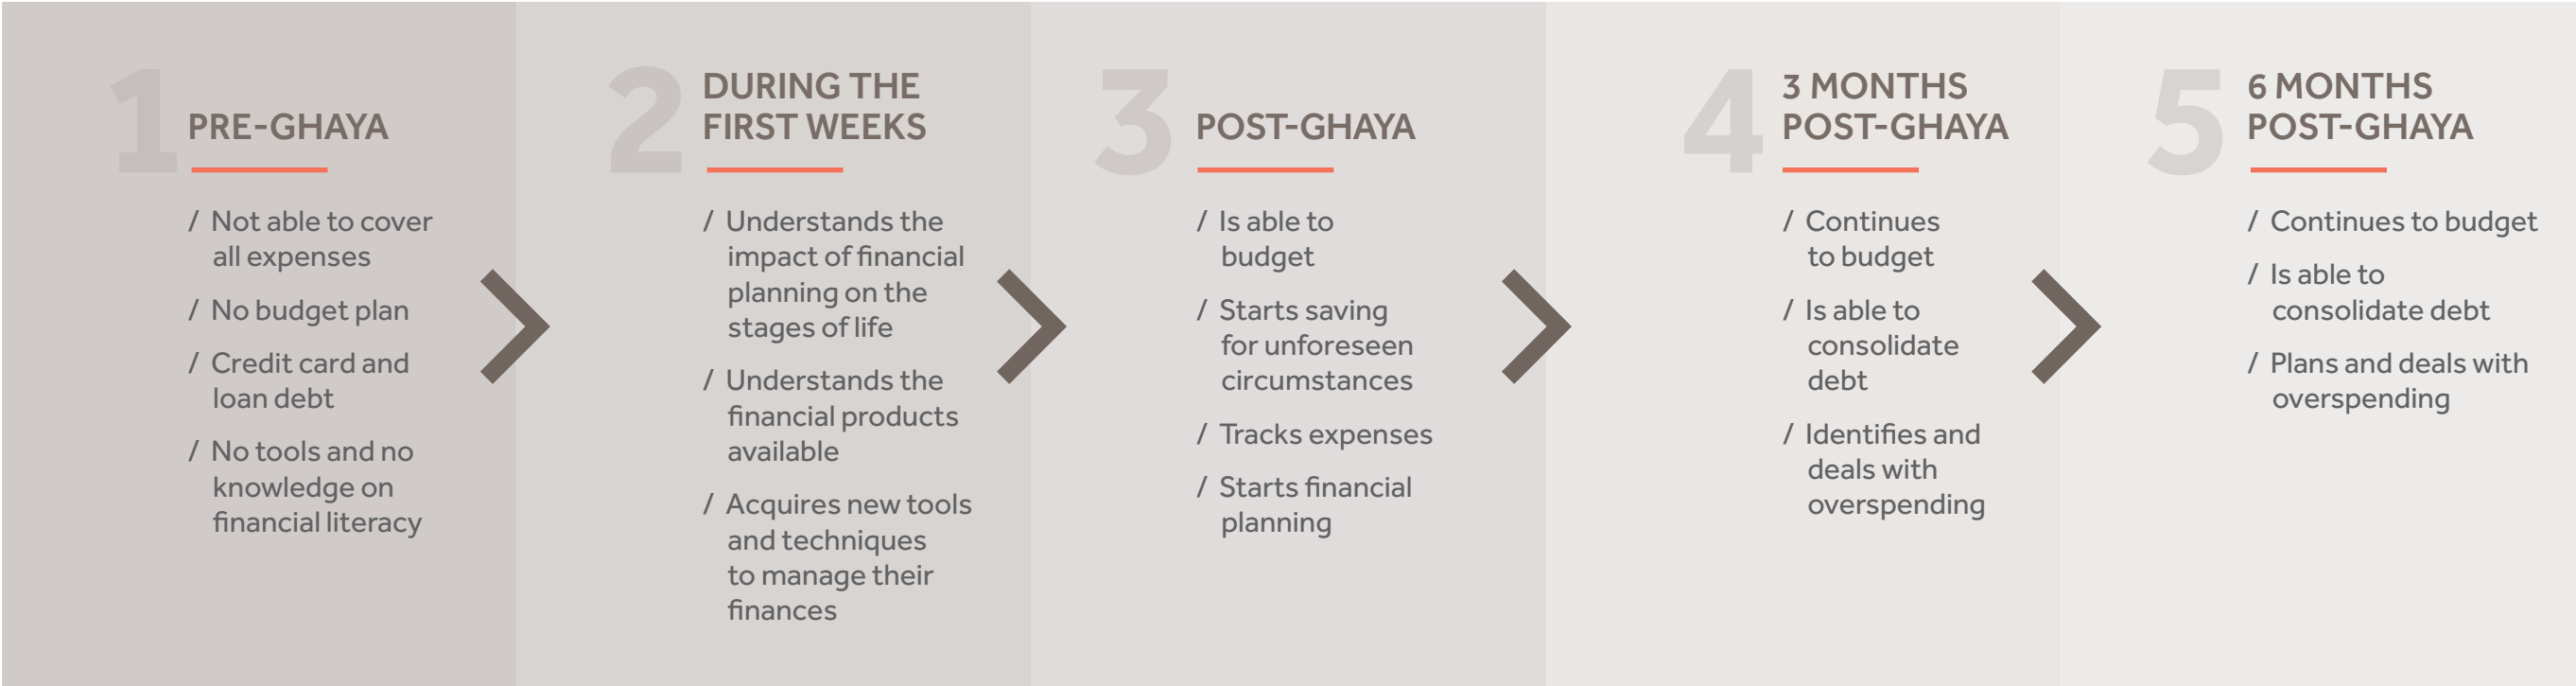 1
PRE-GHAYA
/ Not able to cover
all expenses
/ No budget plan
/ Credit card and
loan debt
/ No tools and no
knowledge on
financial literacy
2
DURING THE
FIRST WEEKS
/ Understands the
impact of financial
planning on the
stages of life
/ Understands the
financial products
available
/ Acquires new tools
and techniques
to manage their
finances
3
POST-GHAYA
/ Is able to
budget
/ Starts saving
for unforeseen
circumstances
/ Tracks expenses
/ Starts financial
planning
4
3 MONTHS
POST-GHAYA
/ Continues
to budget
/ Is able to
consolidate
debt
/ Identifies and
deals with
overspending
5
6 MONTHS
POST-GHAYA
/ Continues to budget
/ Is able to
consolidate debt
/ Plans and deals with
overspending